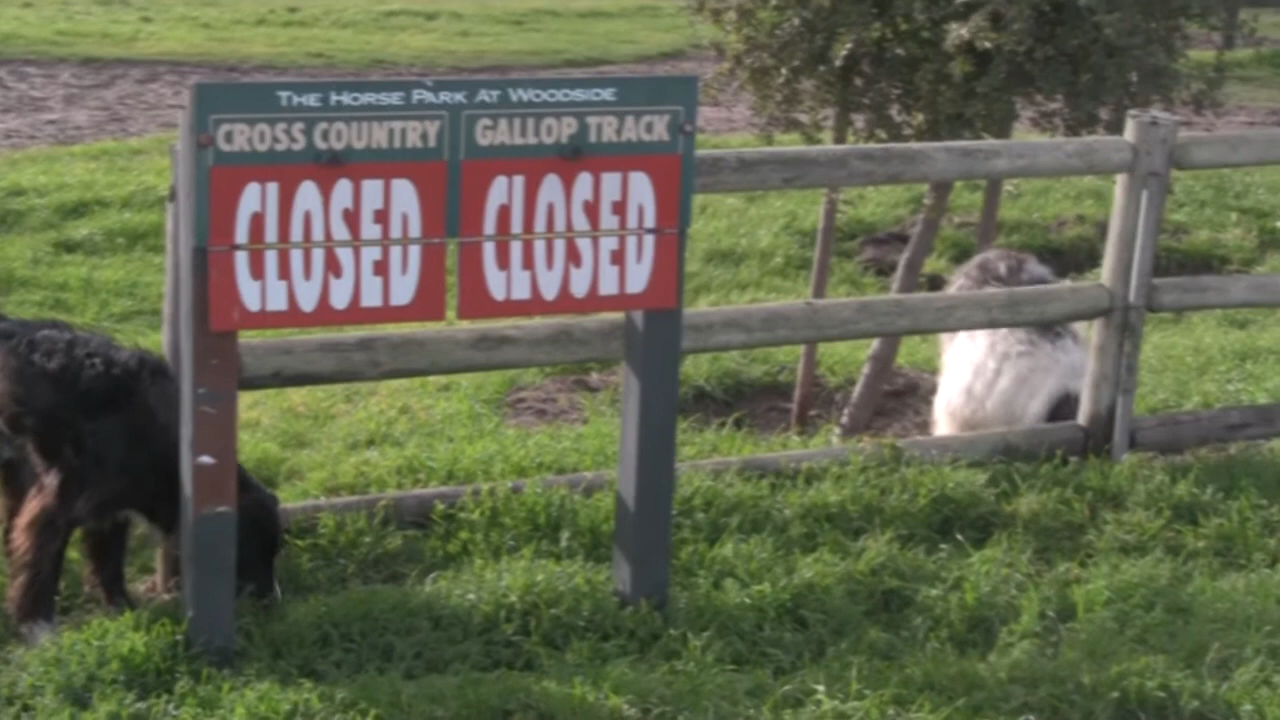 THE HORSE PARK AT WOODSIDE
CROSS COUNTRY
CLOSED
GALLOP TRACK
CLOSED